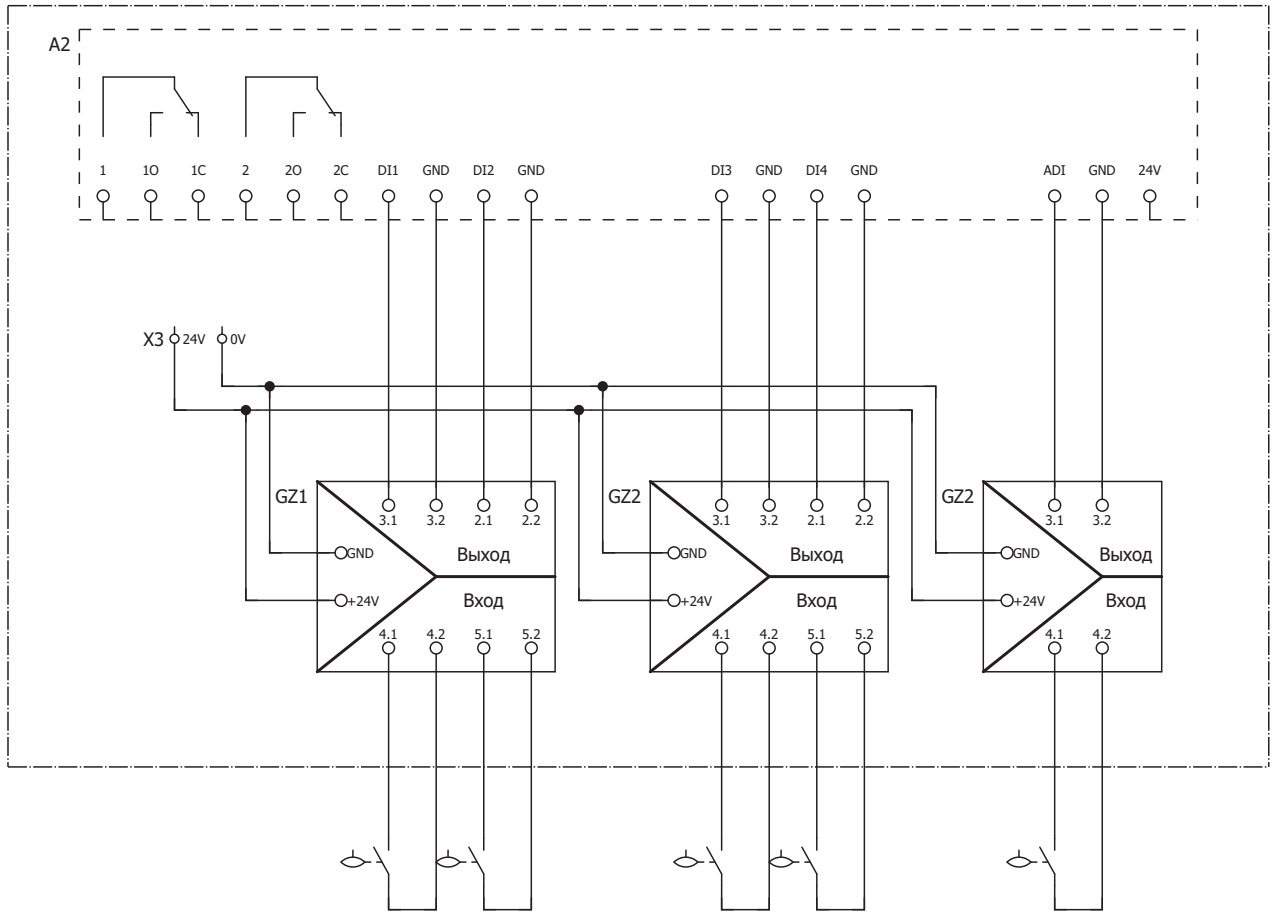 A2
1 1O 1C 2 2O 2C DI1 GND DI2 GND DI3 GND DI4 GND ADI GND 24V
X3 24V 0V
GZ1 GZ2 GZ2
3.1 3.2 2.1 2.2 3.1 3.2 2.1 2.2 3.1 3.2
GND Выход GND Выход GND Выход
+24V Вход +24V Вход +24V Вход
4.1 4.2 5.1 5.2 4.1 4.2 5.1 5.2 4.1 4.2